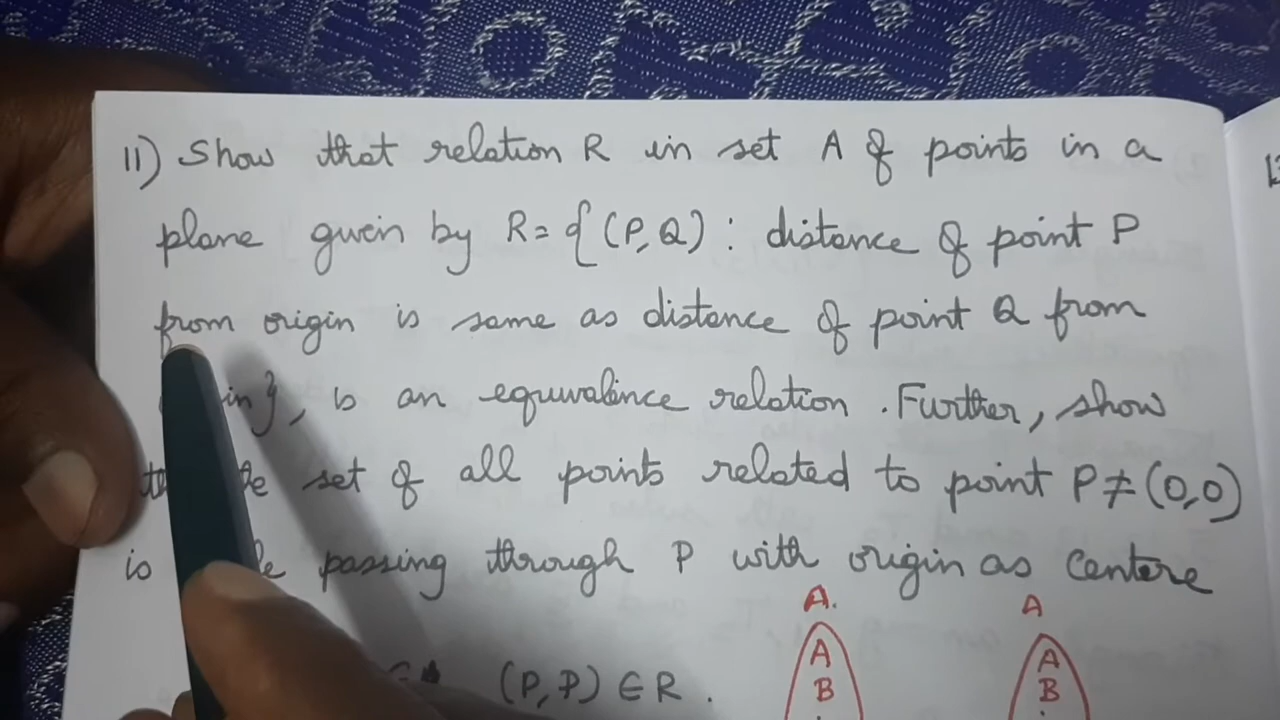 11) Show that relation R in set A of points in a
plane given by R= {(P,Q) : distance of point P
from origin is same as distance of point Q from
in}, is an equivalence relation . Further, show
set of all points related to point P≠(0,0)
is passing through P with origin as Centere
A. A
A A
(P,P) ∈ R .
B B